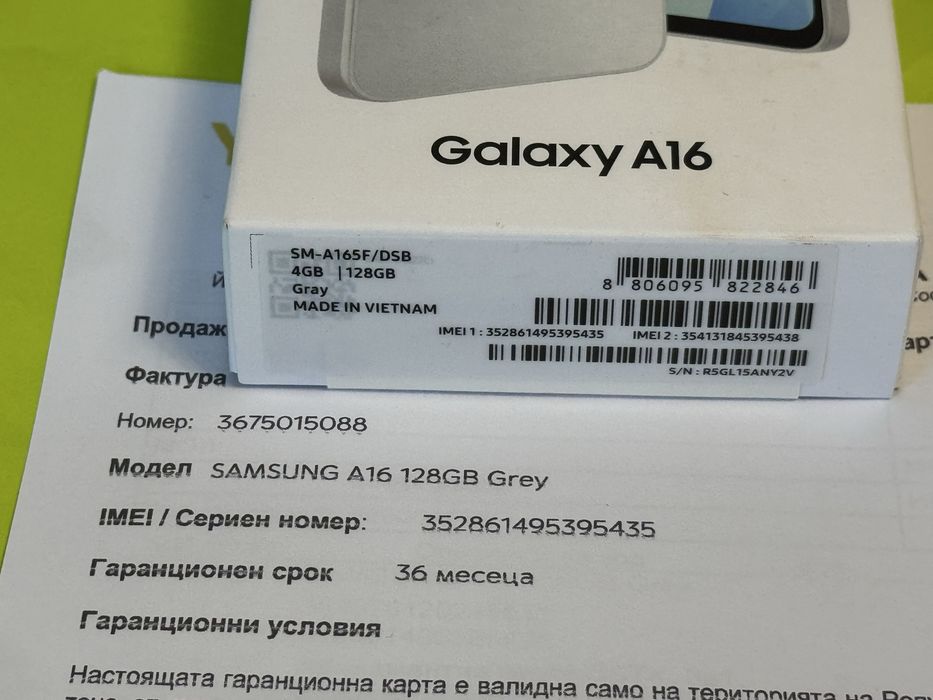 Galaxy A16
SM-A165F/DSB
4GB | 128GB
Gray
MADE IN VIETNAM
8 806095 822846
IMEI 1 : 352861495395435 IMEI 2 : 354131845395438
S/N : R5GL15ANY2V
Продаж
Фактура
Номер: 3675015088
Модел SAMSUNG A16 128GB Grey
IMEI / Сериен номер: 352861495395435
Гаранционен срок 36 месеца
Гаранционни условия
Настоящата гаранционна карта е валидна само на територията на